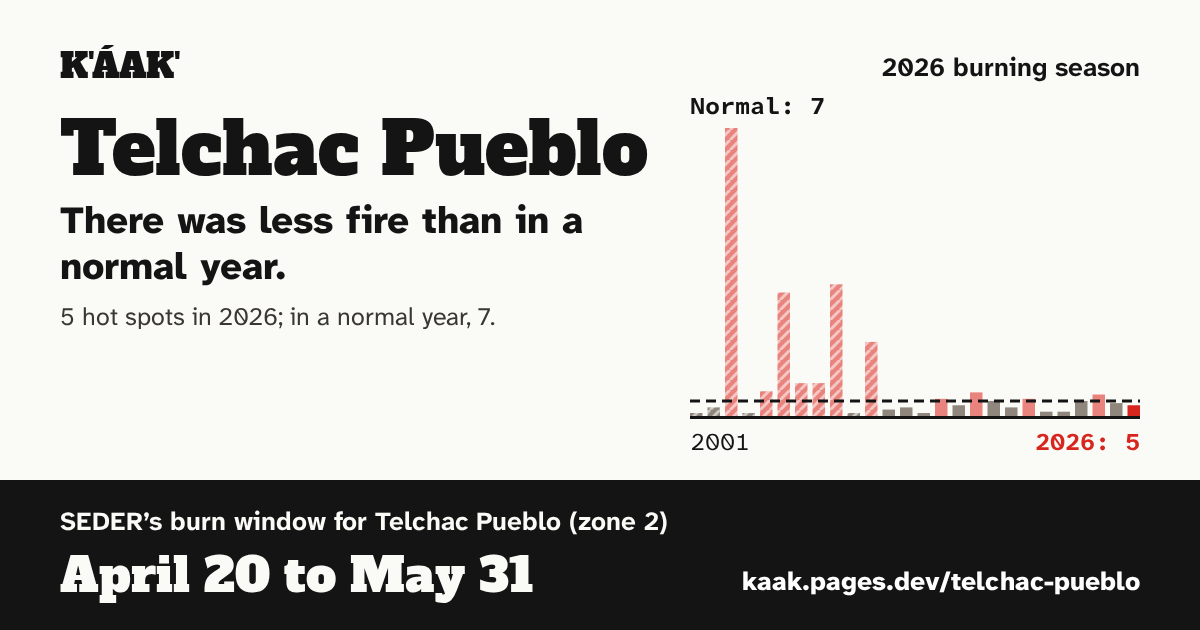 K'ÁAK'
2026 burning season
Telchac Pueblo
There was less fire than in a
normal year.
5 hot spots in 2026; in a normal year, 7.
Normal: 7
2001
2026: 5
SEDER’s burn window for Telchac Pueblo (zone 2)
April 20 to May 31
kaak.pages.dev/telchac-pueblo